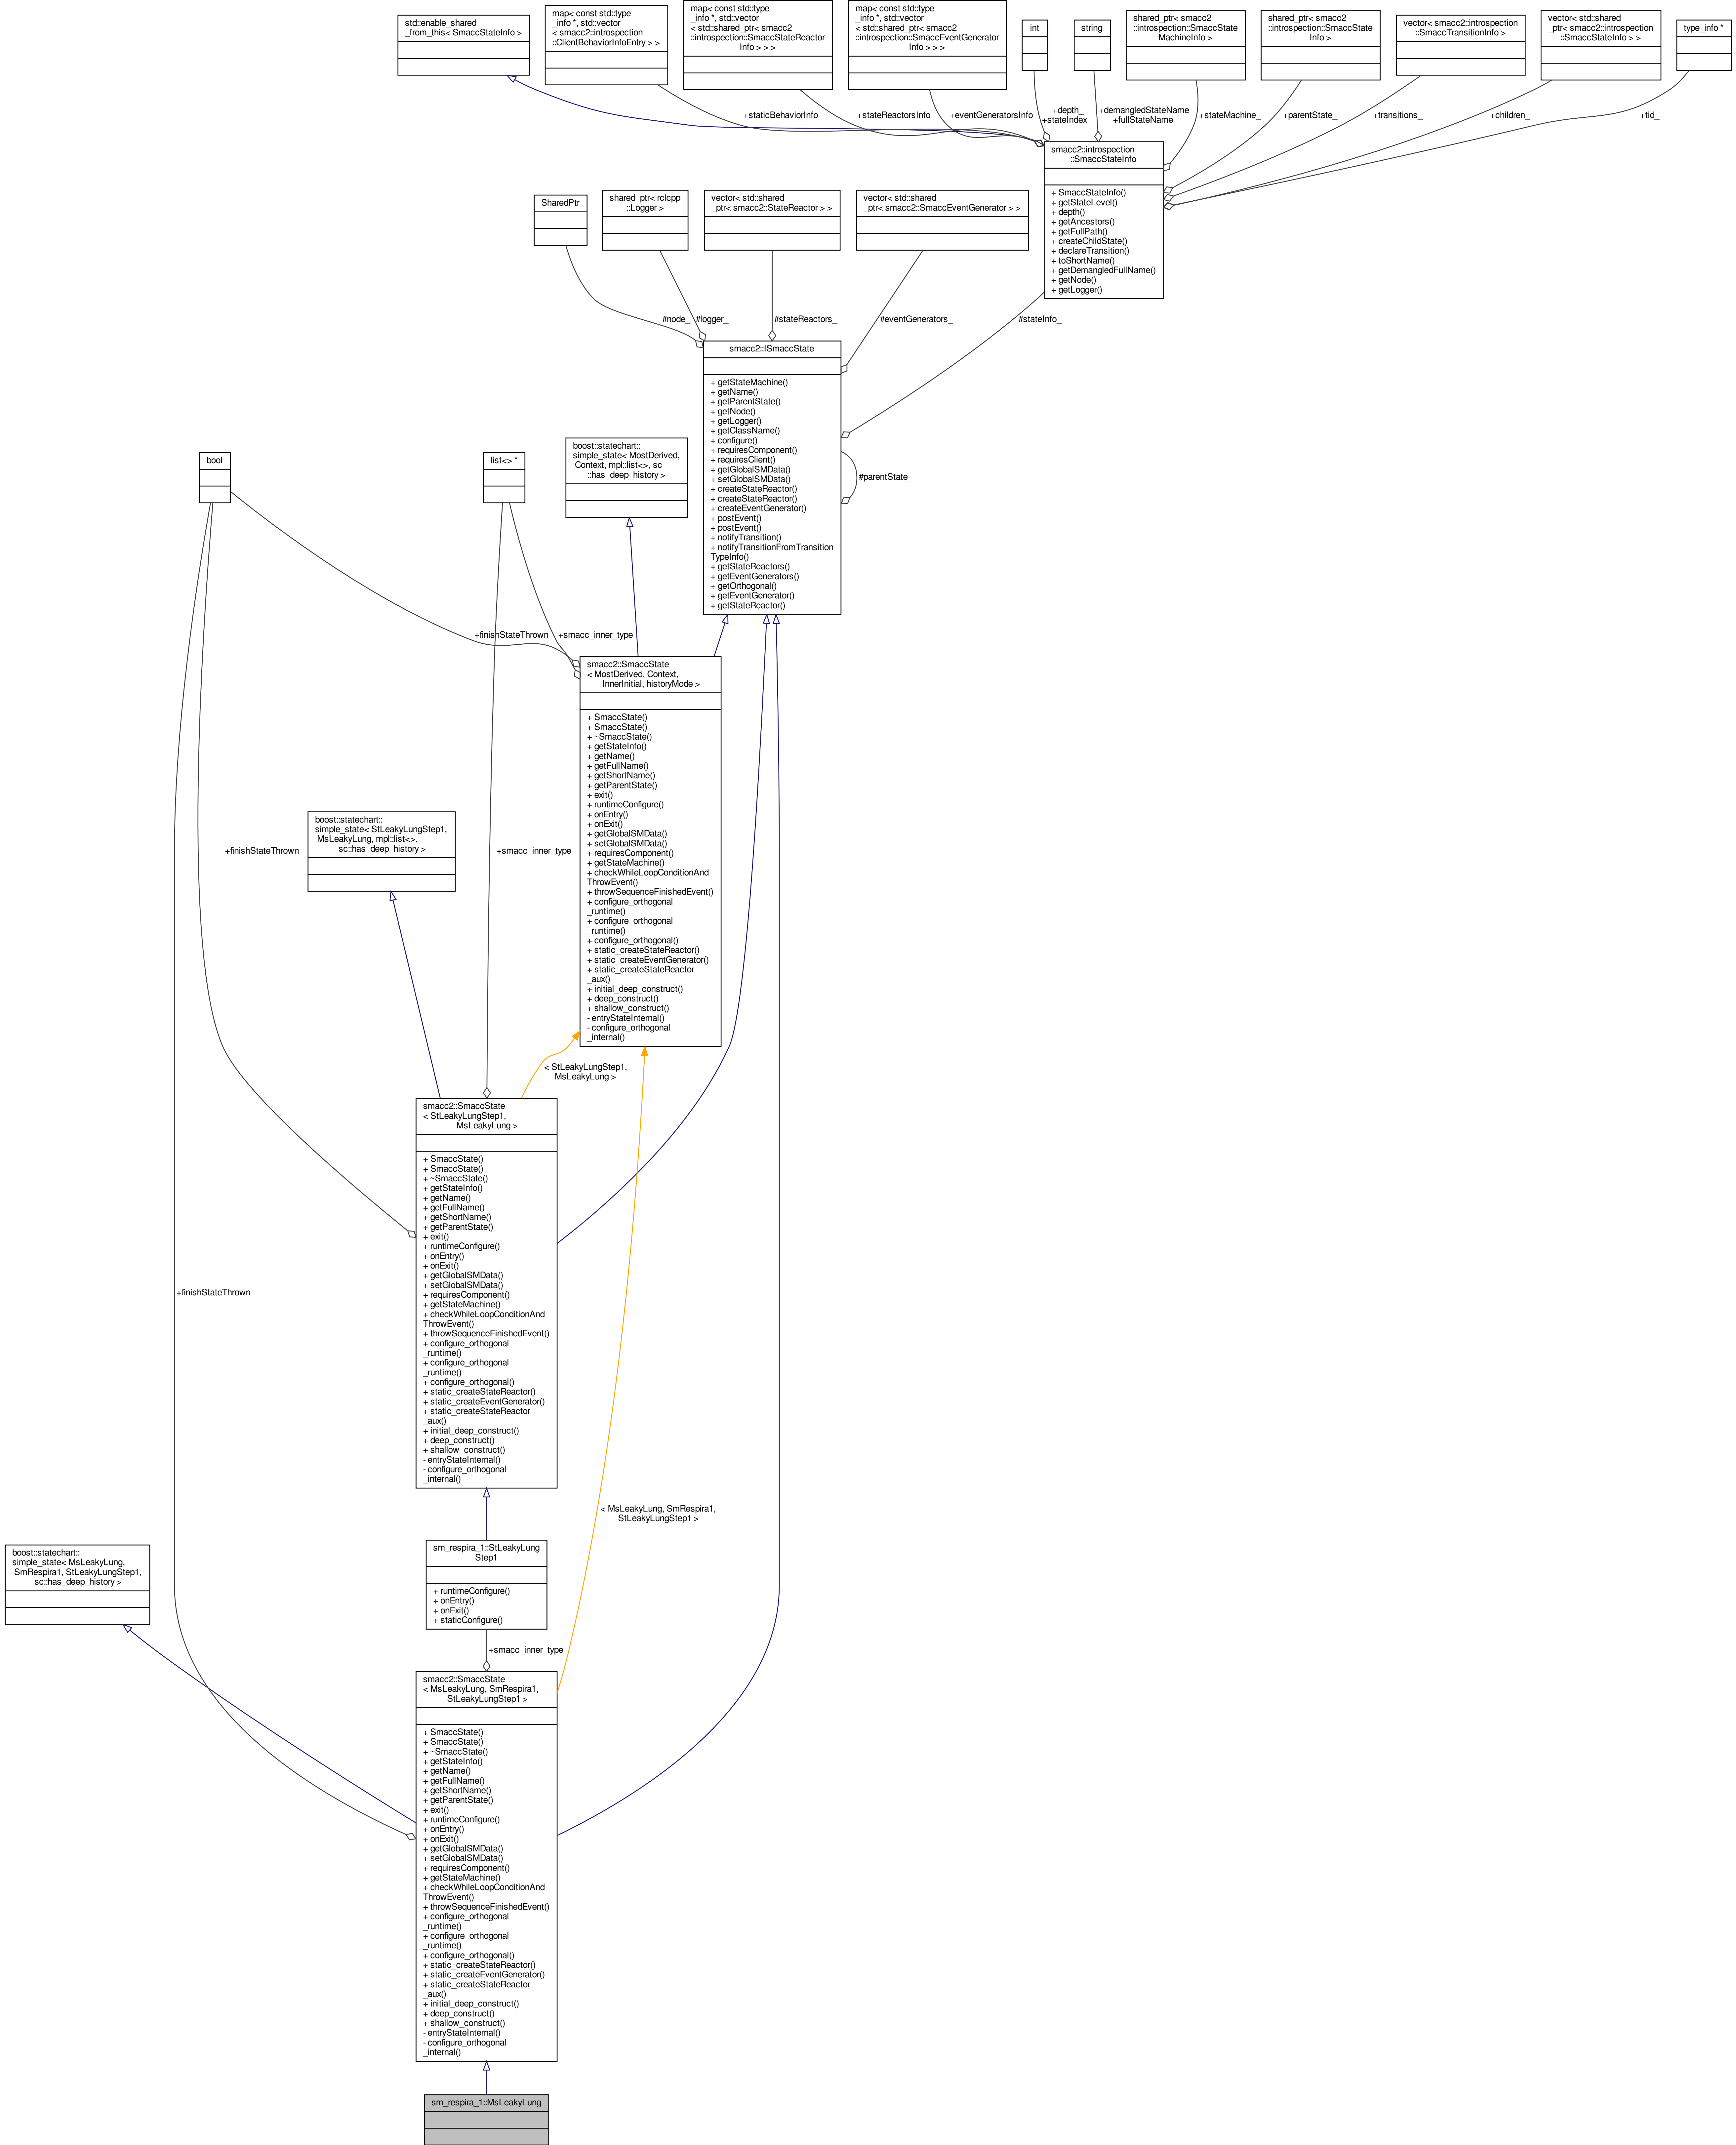 std::enable_shared
_from_this< SmaccStateInfo >
map< const std::type
_info *, std::vector
< smacc2::introspection
::ClientBehaviorInfoEntry > >
map< const std::type
_info *, std::vector
< std::shared_ptr< smacc2
::introspection::SmaccStateReactor
Info > > >
map< const std::type
_info *, std::vector
< std::shared_ptr< smacc2
::introspection::SmaccEventGenerator
Info > > >
int
string
shared_ptr< smacc2
::introspection::SmaccState
MachineInfo >
shared_ptr< smacc2
::introspection::SmaccState
Info >
vector< smacc2::introspection
::SmaccTransitionInfo >
vector< std::shared
_ptr< smacc2::introspection
::SmaccStateInfo > >
type_info *
+staticBehaviorInfo
+stateReactorsInfo
+eventGeneratorsInfo
+depth_
+stateIndex_
+demangledStateName
+fullStateName
+stateMachine_
+parentState_
+transitions_
+children_
+tid_
smacc2::introspection
::SmaccStateInfo
+ SmaccStateInfo()
+ getStateLevel()
+ depth()
+ getAncestors()
+ getFullPath()
+ createChildState()
+ declareTransition()
+ toShortName()
+ getDemangledFullName()
+ getNode()
+ getLogger()
SharedPtr
shared_ptr< rclcpp
::Logger >
vector< std::shared
_ptr< smacc2::StateReactor > >
vector< std::shared
_ptr< smacc2::SmaccEventGenerator > >
#node_
#logger_
#stateReactors_
#eventGenerators_
#stateInfo_
smacc2::ISmaccState
+ getStateMachine()
+ getName()
+ getParentState()
+ getNode()
+ getLogger()
+ getClassName()
+ configure()
+ requiresComponent()
+ requiresClient()
+ getGlobalSMData()
+ setGlobalSMData()
+ createStateReactor()
+ createStateReactor()
+ createEventGenerator()
+ postEvent()
+ postEvent()
+ notifyTransition()
+ notifyTransitionFromTransition
TypeInfo()
+ getStateReactors()
+ getEventGenerators()
+ getOrthogonal()
+ getEventGenerator()
+ getStateReactor()
#parentState_
bool
list<> *
boost::statechart::
simple_state< MostDerived,
Context, mpl::list<>, sc
::has_deep_history >
+finishStateThrown
+smacc_inner_type
smacc2::SmaccState
< MostDerived, Context,
InnerInitial, historyMode >
+ SmaccState()
+ SmaccState()
+ ~SmaccState()
+ getStateInfo()
+ getName()
+ getFullName()
+ getShortName()
+ getParentState()
+ exit()
+ runtimeConfigure()
+ onEntry()
+ onExit()
+ getGlobalSMData()
+ setGlobalSMData()
+ requiresComponent()
+ getStateMachine()
+ checkWhileLoopConditionAnd
ThrowEvent()
+ throwSequenceFinishedEvent()
+ configure_orthogonal
_runtime()
+ configure_orthogonal
_runtime()
+ configure_orthogonal()
+ static_createStateReactor()
+ static_createEventGenerator()
+ static_createStateReactor
_aux()
+ initial_deep_construct()
+ deep_construct()
+ shallow_construct()
- entryStateInternal()
- configure_orthogonal
_internal()
boost::statechart::
simple_state< StLeakyLungStep1,
MsLeakyLung, mpl::list<>,
sc::has_deep_history >
+finishStateThrown
+smacc_inner_type
< StLeakyLungStep1,
MsLeakyLung >
smacc2::SmaccState
< StLeakyLungStep1,
MsLeakyLung >
+ SmaccState()
+ SmaccState()
+ ~SmaccState()
+ getStateInfo()
+ getName()
+ getFullName()
+ getShortName()
+ getParentState()
+ exit()
+ runtimeConfigure()
+ onEntry()
+ onExit()
+ getGlobalSMData()
+ setGlobalSMData()
+ requiresComponent()
+ getStateMachine()
+ checkWhileLoopConditionAnd
ThrowEvent()
+ throwSequenceFinishedEvent()
+ configure_orthogonal
_runtime()
+ configure_orthogonal
_runtime()
+ configure_orthogonal()
+ static_createStateReactor()
+ static_createEventGenerator()
+ static_createStateReactor
_aux()
+ initial_deep_construct()
+ deep_construct()
+ shallow_construct()
- entryStateInternal()
- configure_orthogonal
_internal()
+finishStateThrown
< MsLeakyLung, SmRespira1,
StLeakyLungStep1 >
boost::statechart::
simple_state< MsLeakyLung,
SmRespira1, StLeakyLungStep1,
sc::has_deep_history >
sm_respira_1::StLeakyLung
Step1
+ runtimeConfigure()
+ onEntry()
+ onExit()
+ staticConfigure()
+smacc_inner_type
smacc2::SmaccState
< MsLeakyLung, SmRespira1,
StLeakyLungStep1 >
+ SmaccState()
+ SmaccState()
+ ~SmaccState()
+ getStateInfo()
+ getName()
+ getFullName()
+ getShortName()
+ getParentState()
+ exit()
+ runtimeConfigure()
+ onEntry()
+ onExit()
+ getGlobalSMData()
+ setGlobalSMData()
+ requiresComponent()
+ getStateMachine()
+ checkWhileLoopConditionAnd
ThrowEvent()
+ throwSequenceFinishedEvent()
+ configure_orthogonal
_runtime()
+ configure_orthogonal
_runtime()
+ configure_orthogonal()
+ static_createStateReactor()
+ static_createEventGenerator()
+ static_createStateReactor
_aux()
+ initial_deep_construct()
+ deep_construct()
+ shallow_construct()
- entryStateInternal()
- configure_orthogonal
_internal()
sm_respira_1::MsLeakyLung